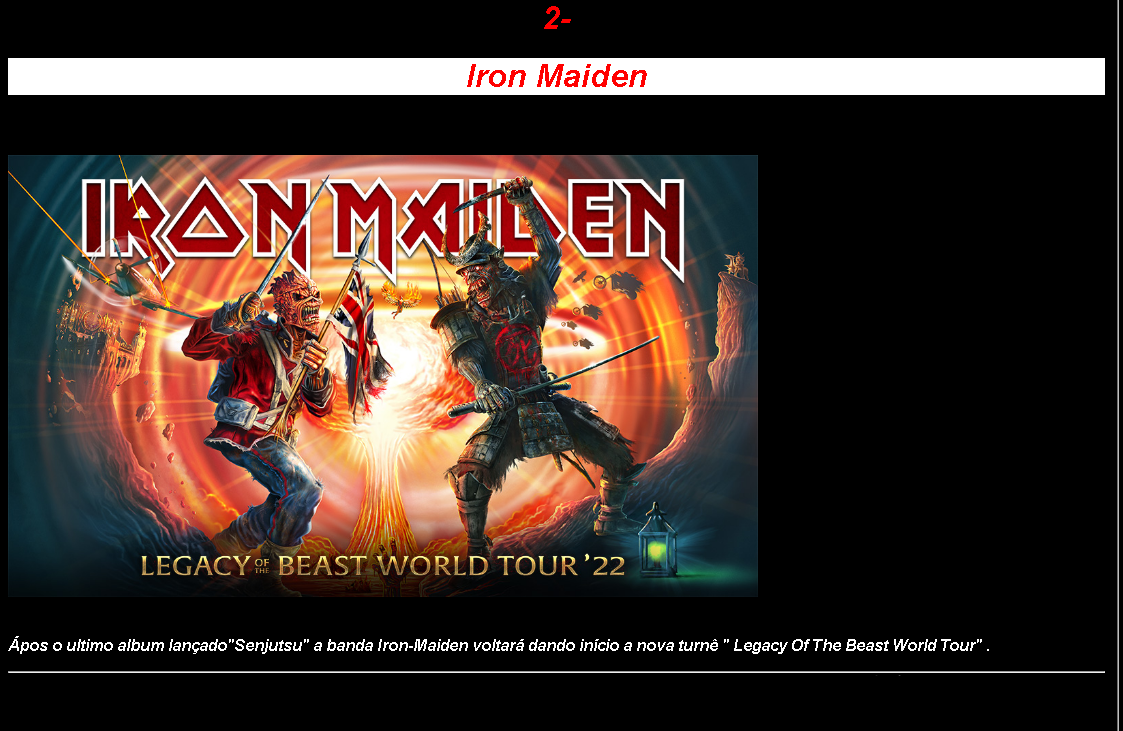 2-
Iron Maiden
IRON MAIDEN
LEGACY OF THE BEAST WORLD TOUR '22
Ápos o ultimo album lançado"Senjutsu" a banda Iron-Maiden voltará dando início a nova turnê " Legacy Of The Beast World Tour" .